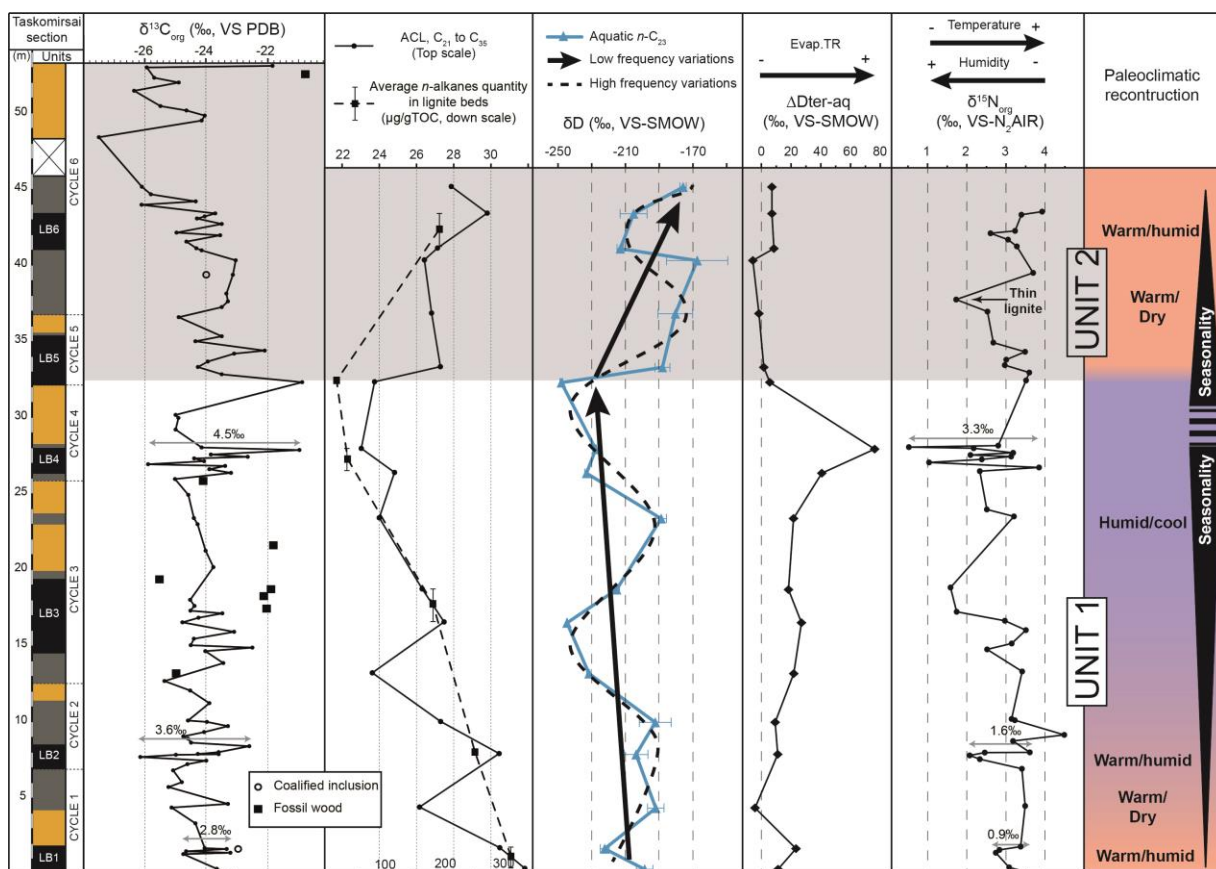 Taskomirsai
section
(m) Units
δ¹³Corg (‰, VS PDB)
-26 -24 -22
ACL, C₂₁ to C₃₅
(Top scale)
Average n-alkanes quantity
in lignite beds
(µg/gTOC, down scale)
22 24 27 28 30
Aquatic n-C₂₃
Low frequency variations
High frequency variations
δD (‰, VS-SMOW)
-250 -210 -170
Evap.TR
- +
ΔDter-aq
(‰, VS-SMOW)
0 20 40 60 80
- Temperature +
+ Humidity -
δ¹⁵Norg
(‰, VS-N₂AIR)
1 2 3 4
Paleoclimatic
recontruction
50
45
40
35
30
25
20
15
10
5
CYCLE 6
CYCLE 5
CYCLE 4
CYCLE 3
CYCLE 2
CYCLE 1
LB6
LB5
LB4
LB3
LB2
LB1
4.5‰
3.6‰
2.8‰
Coalified inclusion
Fossil wood
100 200 300
Thin
lignite
3.3‰
1.6‰
0.9‰
UNIT 2
UNIT 1
Warm/humid
Warm/
Dry
Humid/cool
Warm/humid
Warm/
Dry
Warm/humid
Seasonality
Seasonality